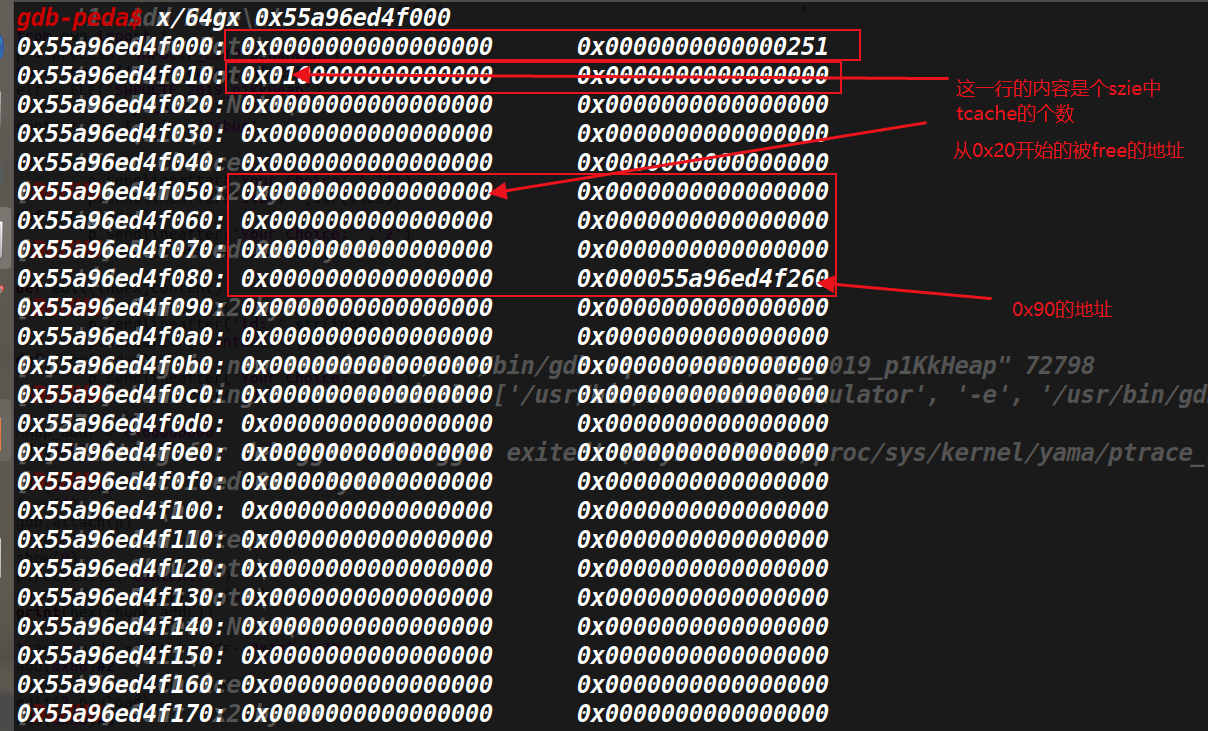 gdb-peda$ x/64gx 0x55a96ed4f000
0x55a96ed4f000: 0x0000000000000000 0x0000000000000251
0x55a96ed4f010: 0x0100000000000000 0x0000000000000000
这一行的内容是个szie中
tcache的个数
0x55a96ed4f020: 0x0000000000000000 0x0000000000000000
0x55a96ed4f030: 0x0000000000000000 0x0000000000000000
从0x20开始的被free的地址
0x55a96ed4f040: 0x0000000000000000 0x0000000000000000
0x55a96ed4f050: 0x0000000000000000 0x0000000000000000
0x55a96ed4f060: 0x0000000000000000 0x0000000000000000
0x55a96ed4f070: 0x0000000000000000 0x0000000000000000
0x55a96ed4f080: 0x0000000000000000 0x000055a96ed4f260
0x90的地址
0x55a96ed4f090: 0x0000000000000000 0x0000000000000000
0x55a96ed4f0a0: 0x0000000000000000 0x0000000000000000
0x55a96ed4f0b0: 0x0000000000000000 0x0000000000000000
/bin/gd 019_p1KkHeap" 72798
0x55a96ed4f0c0: 0x0000000000000000 0x0000000000000000
['/usr ulator', '-e', '/usr/bin/gd
0x55a96ed4f0d0: 0x0000000000000000 0x0000000000000000
0x55a96ed4f0e0: 0x0000000000000000 0x0000000000000000
exite /proc/sys/kernel/yama/ptrace_
0x55a96ed4f0f0: 0x0000000000000000 0x0000000000000000
0x55a96ed4f100: 0x0000000000000000 0x0000000000000000
0x55a96ed4f110: 0x0000000000000000 0x0000000000000000
0x55a96ed4f120: 0x0000000000000000 0x0000000000000000
0x55a96ed4f130: 0x0000000000000000 0x0000000000000000
0x55a96ed4f140: 0x0000000000000000 0x0000000000000000
0x55a96ed4f150: 0x0000000000000000 0x0000000000000000
0x55a96ed4f160: 0x0000000000000000 0x0000000000000000
0x55a96ed4f170: 0x0000000000000000 0x0000000000000000